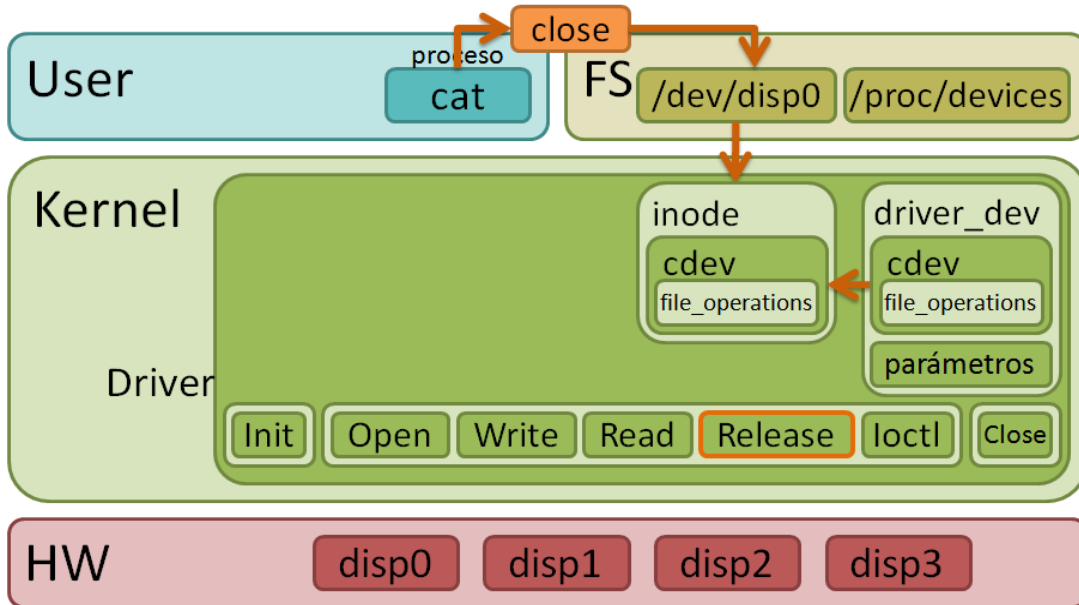 close
User
proceso
cat
FS
/dev/disp0
/proc/devices
Kernel
inode
cdev
file_operations
driver_dev
cdev
file_operations
parámetros
Driver
Init
Open
Write
Read
Release
Ioctl
Close
HW
disp0
disp1
disp2
disp3